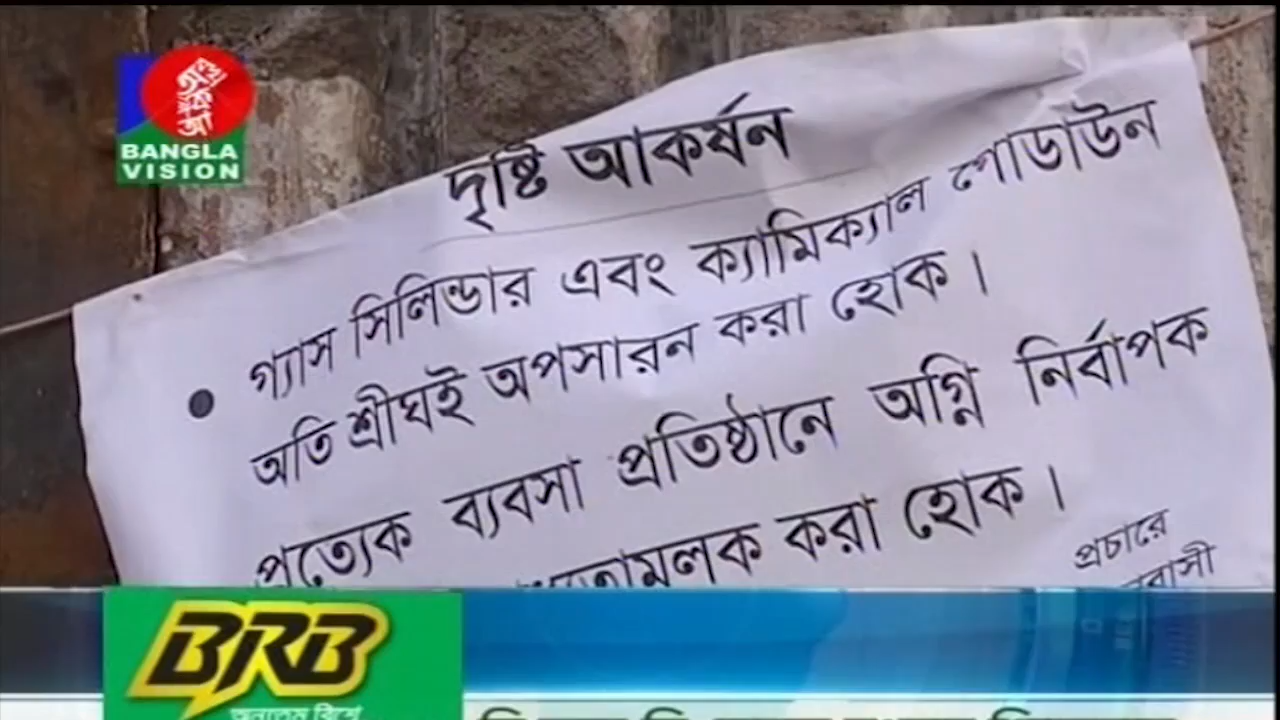 BANGLA
VISION
দৃষ্টি আকর্ষন
গ্যাস সিলিন্ডার এবং ক্যামিক্যাল গোডাউন
অতি শ্রীঘই অপসারন করা হোক।
প্রত্যেক ব্যবসা প্রতিষ্ঠানে অগ্নি নির্বাপক
করা হোক।
প্রচারে
BRB